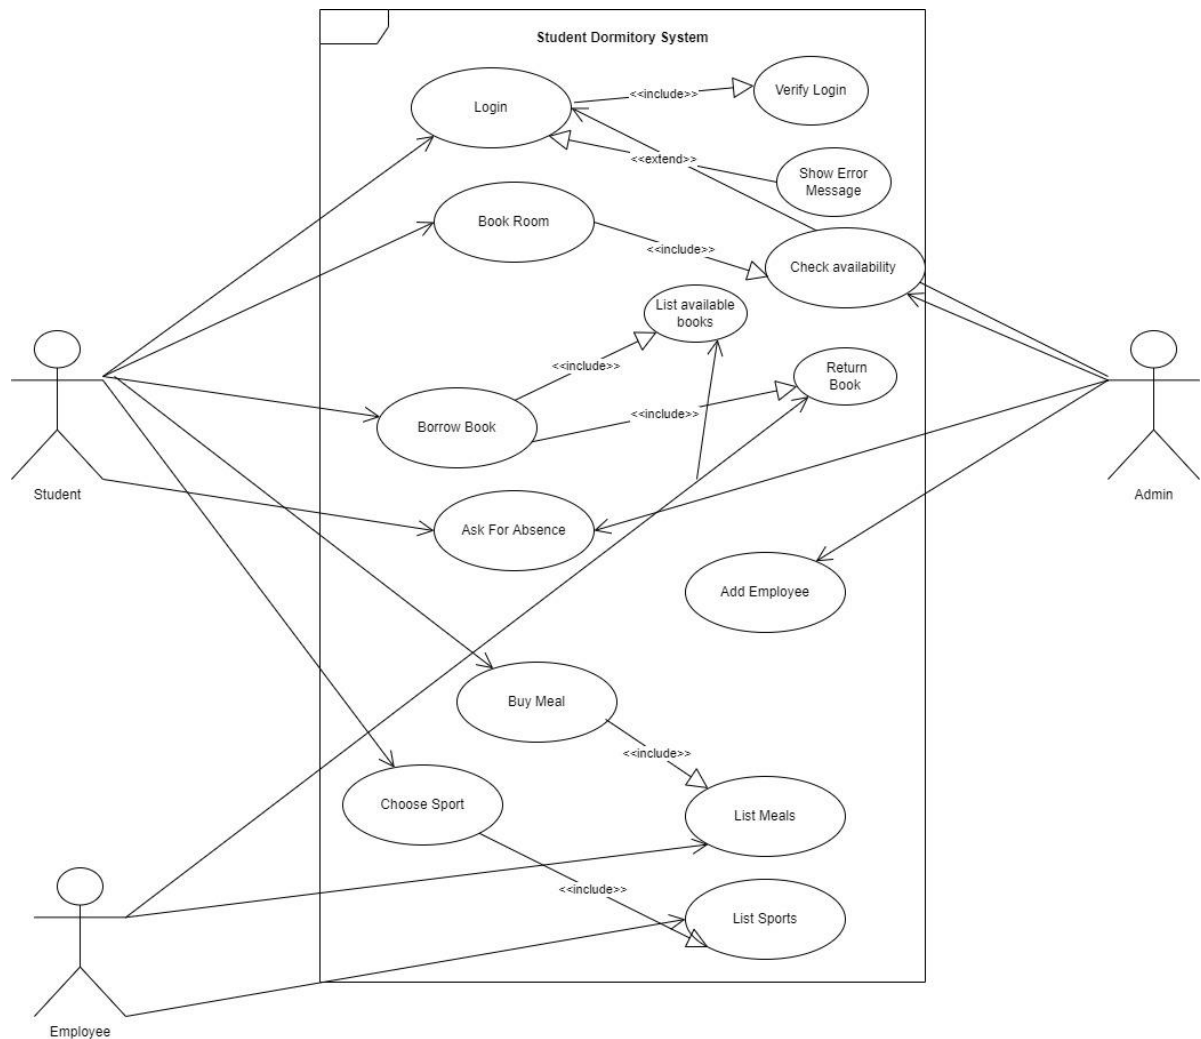 Student Dormitory System
Login
<<include>>
Verify Login
<<extend>>
Show Error
Message
Book Room
<<include>>
Check availability
List available
books
<<include>>
Return
Book
<<include>>
Borrow Book
Student
Admin
Ask For Absence
Add Employee
Buy Meal
<<include>>
Choose Sport
List Meals
<<include>>
List Sports
Employee